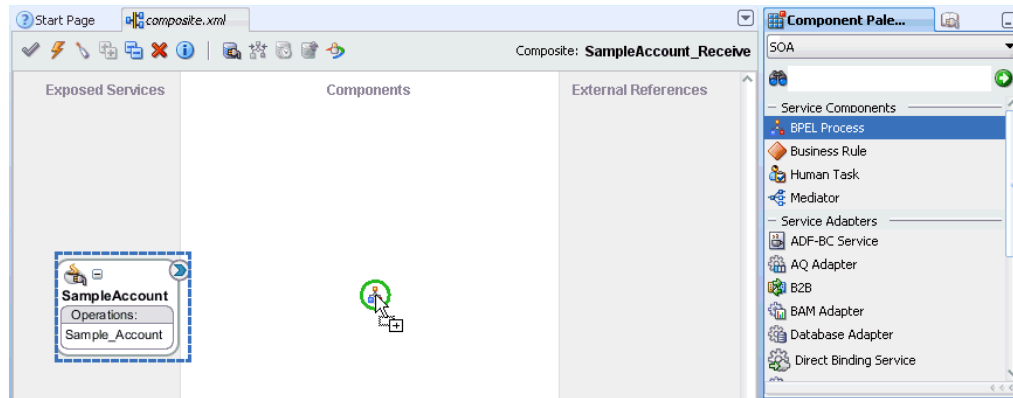 Start Page
composite.xml
Component Pale...
Composite: SampleAccount_Receive
SOA
Exposed Services
Components
External References
Service Components
BPEL Process
Business Rule
Human Task
Mediator
Service Adapters
ADF-BC Service
AQ Adapter
B2B
BAM Adapter
Database Adapter
Direct Binding Service
SampleAccount
Operations:
Sample_Account